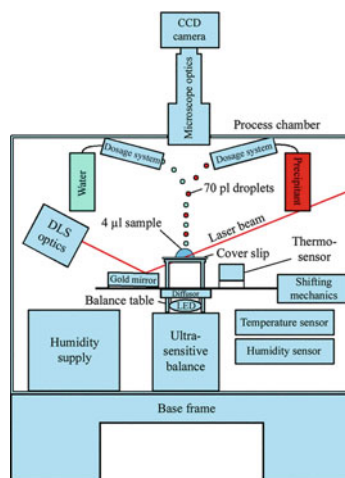 CCD
camera
Microscope optics
Process chamber
Dosage system
Dosage system
Water
Precipitant
70 pl droplets
DLS
optics
4 µl sample
Laser beam
Cover slip
Thermo-
sensor
Gold mirror
Diffusor
Balance table
LED
Shifting
mechanics
Humidity
supply
Ultra-
sensitive
balance
Temperature sensor
Humidity sensor
Base frame